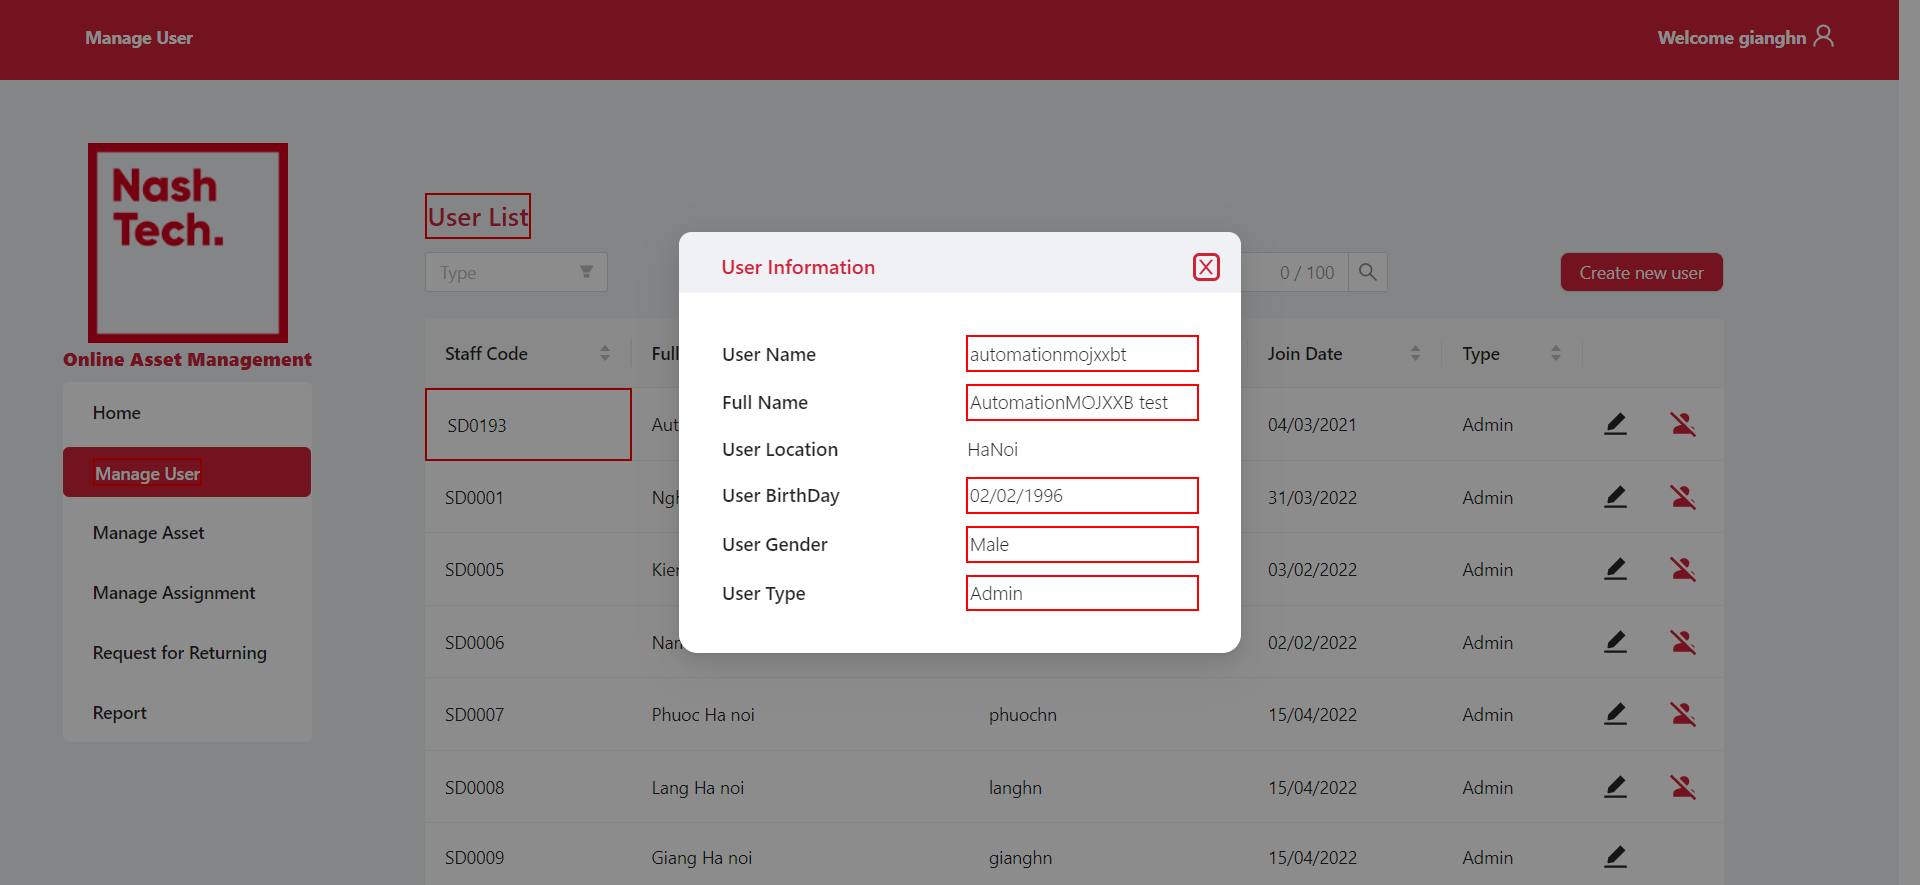 Manage User
Welcome gianghn
Nash
Tech.
Online Asset Management
Home
Manage User
Manage Asset
Manage Assignment
Request for Returning
Report
User List
Type
0 / 100
Create new user
Staff Code
Full
Join Date
Type
SD0193
Aut
04/03/2021
Admin
SD0001
Ngh
31/03/2022
Admin
SD0005
Kien
03/02/2022
Admin
SD0006
Nam
02/02/2022
Admin
SD0007
Phuoc Ha noi
phuochn
15/04/2022
Admin
SD0008
Lang Ha noi
langhn
15/04/2022
Admin
SD0009
Giang Ha noi
gianghn
15/04/2022
Admin
User Information
X
User Name
automationmojxxbt
Full Name
AutomationMOJXXB test
User Location
HaNoi
User BirthDay
02/02/1996
User Gender
Male
User Type
Admin